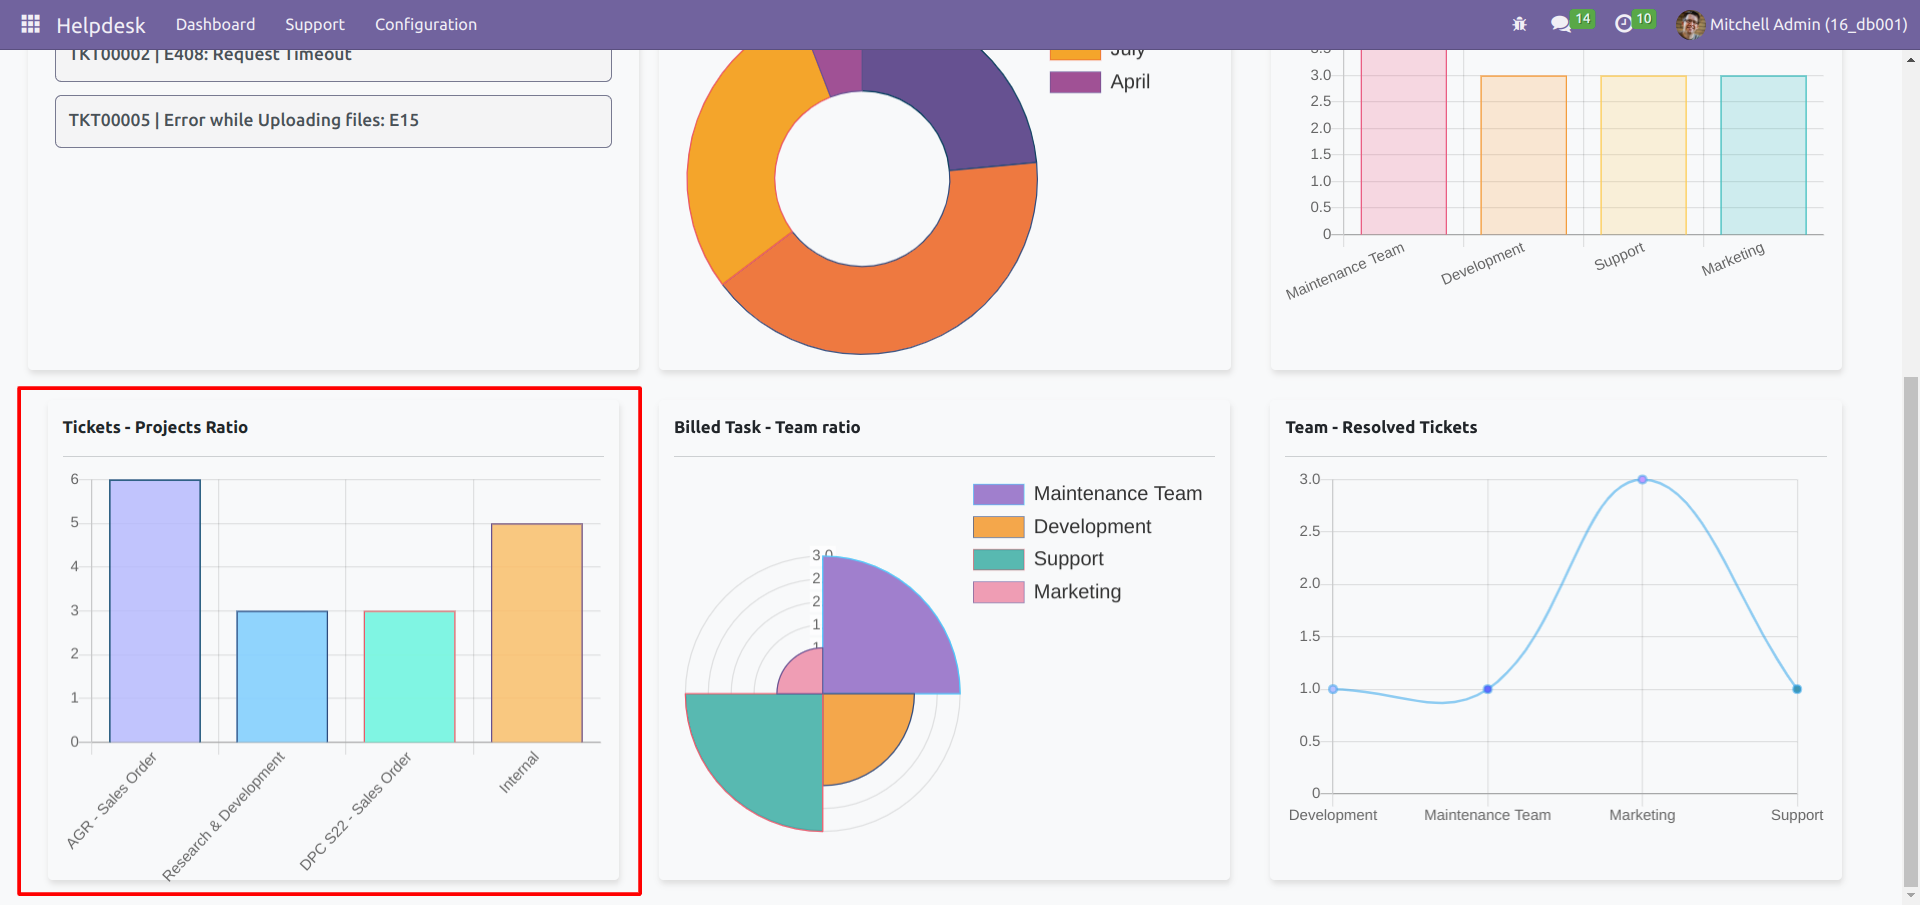 Helpdesk Dashboard Support Configuration 14 10 Mitchell Admin (16_db001)
TKT00002 | E408: Request Timeout
TKT00005 | Error while Uploading files: E15
July
April
3.5
3.0
2.5
2.0
1.5
1.0
0.5
0
Maintenance Team
Development
Support
Marketing
Tickets - Projects Ratio
6
5
4
3
2
1
0
AGR - Sales Order
Research & Development
DPC S22 - Sales Order
Internal
Billed Task - Team ratio
Maintenance Team
Development
Support
Marketing
3.0
2
2
1
1
Team - Resolved Tickets
3.0
2.5
2.0
1.5
1.0
0.5
0
Development Maintenance Team Marketing Support